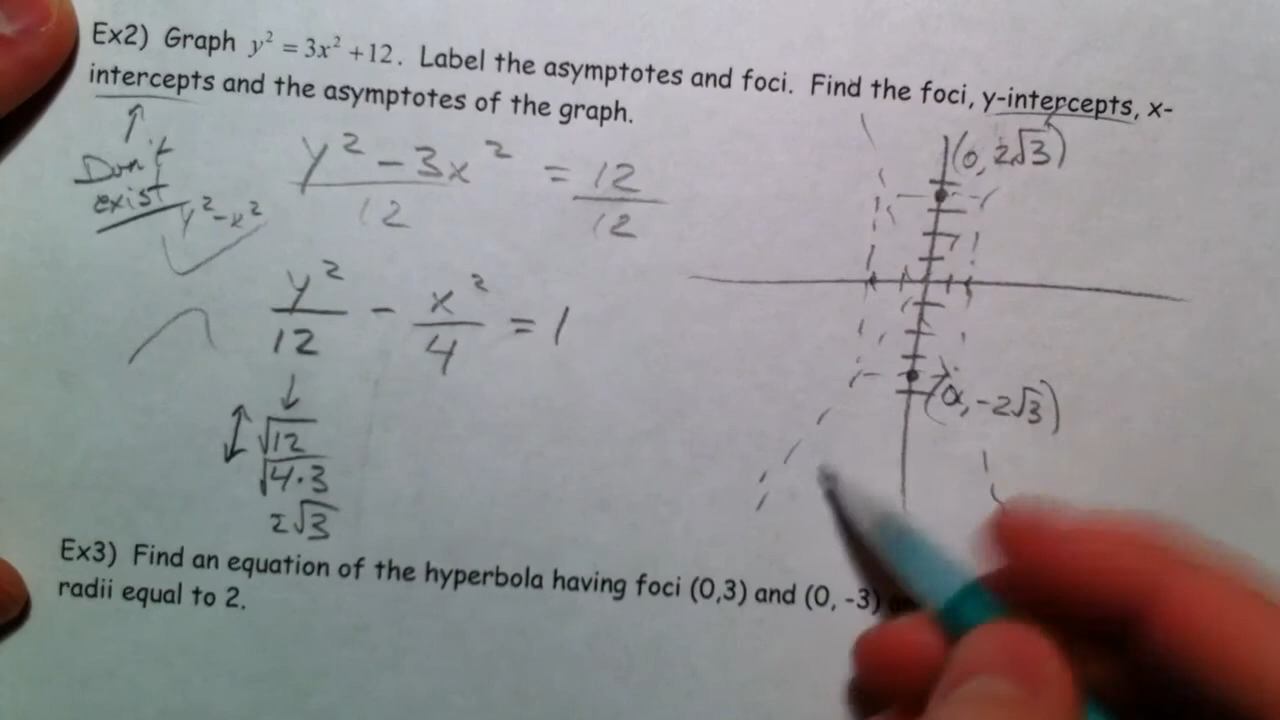 Ex2) Graph y² = 3x² + 12. Label the asymptotes and foci. Find the foci, y-intercepts, x-
intercepts and the asymptotes of the graph.
Don't
exist
y² - x²
y² - 3x² = 12
12 12
y² - x² = 1
12 4
√12
√4·3
2√3
(0, 2√3)
(0, -2√3)
Ex3) Find an equation of the hyperbola having foci (0,3) and (0, -3)
radii equal to 2.